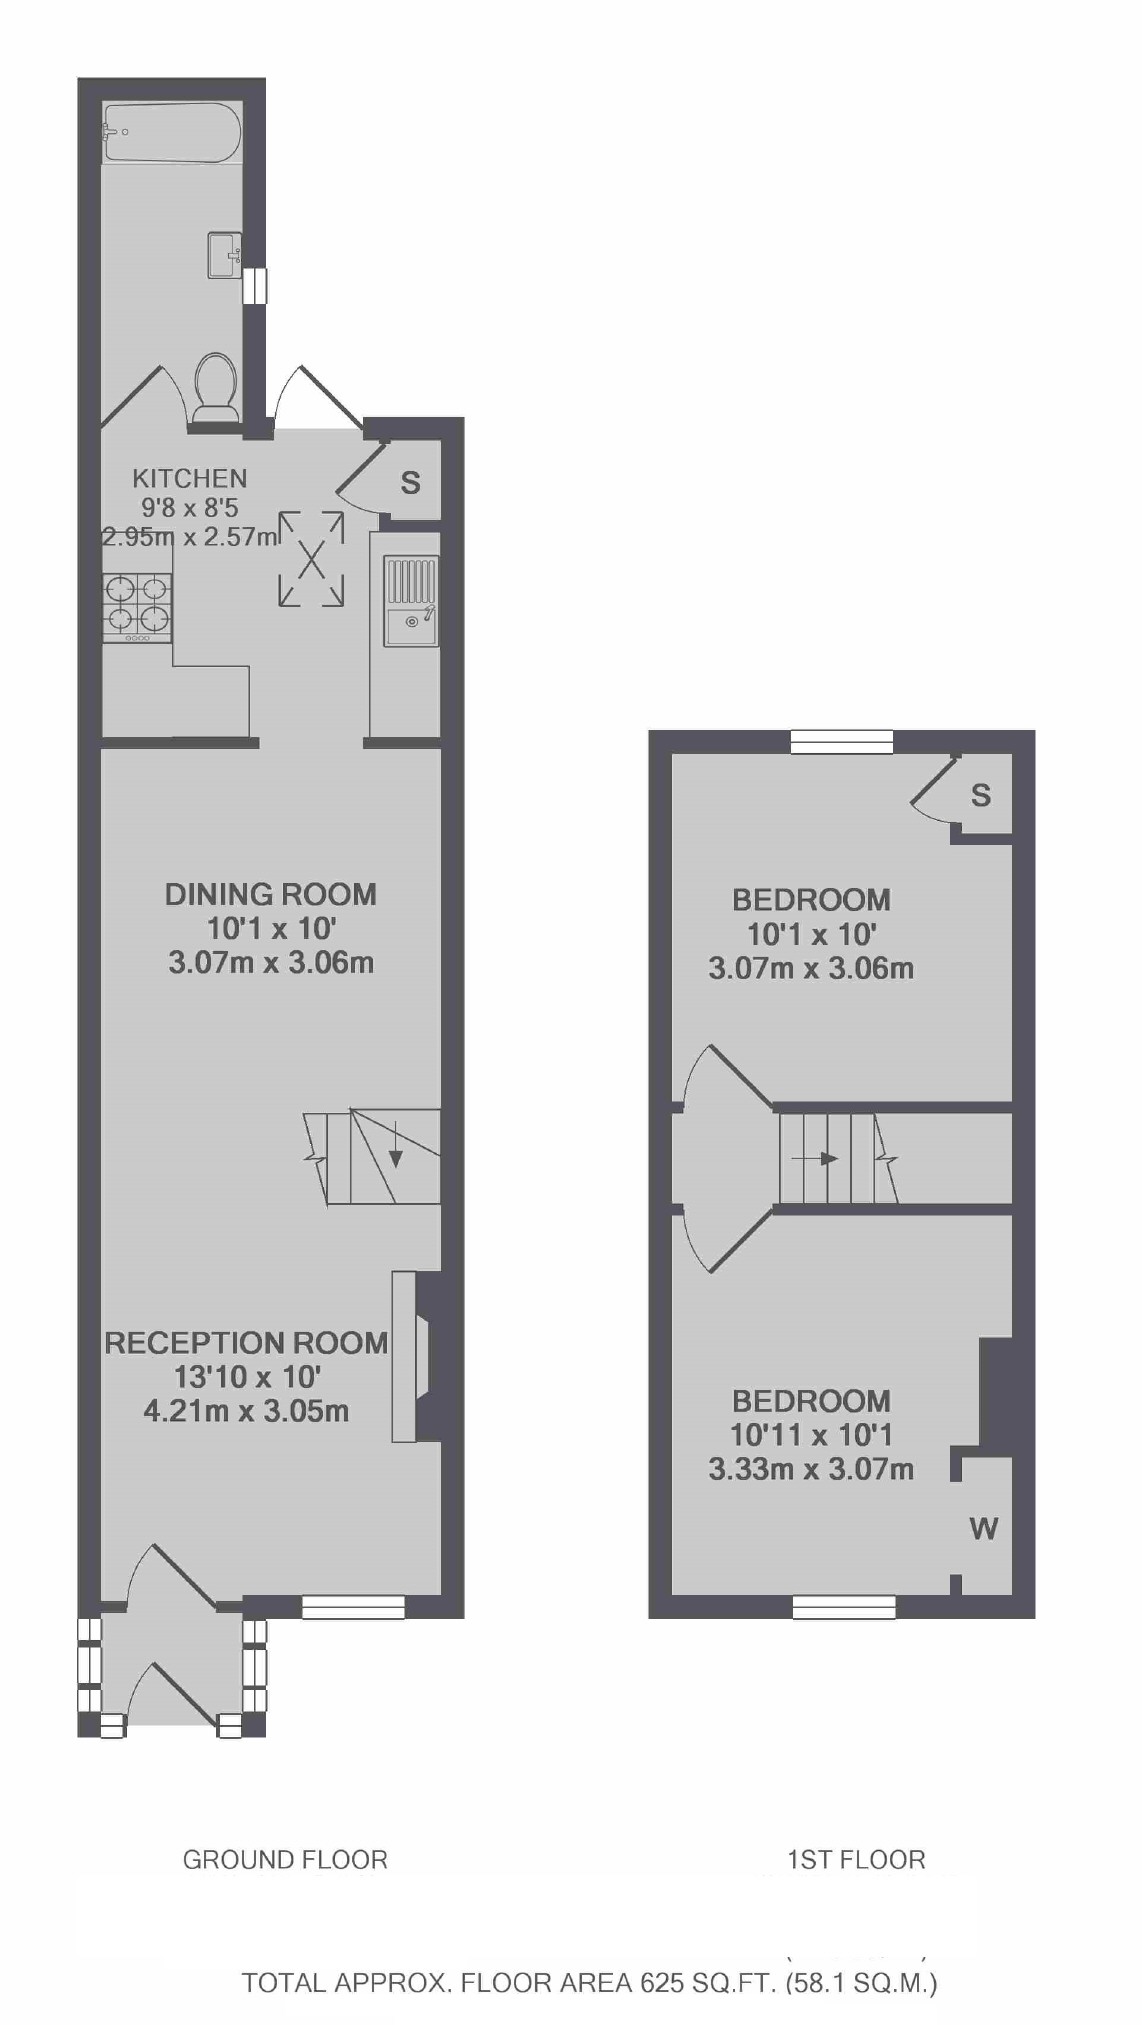 KITCHEN
9'8 x 8'5
2.95m x 2.57m
S
DINING ROOM
10'1 x 10'
3.07m x 3.06m
RECEPTION ROOM
13'10 x 10'
4.21m x 3.05m
S
BEDROOM
10'1 x 10'
3.07m x 3.06m
BEDROOM
10'11 x 10'1
3.33m x 3.07m
W
GROUND FLOOR
1ST FLOOR
TOTAL APPROX. FLOOR AREA 625 SQ.FT. (58.1 SQ.M.)